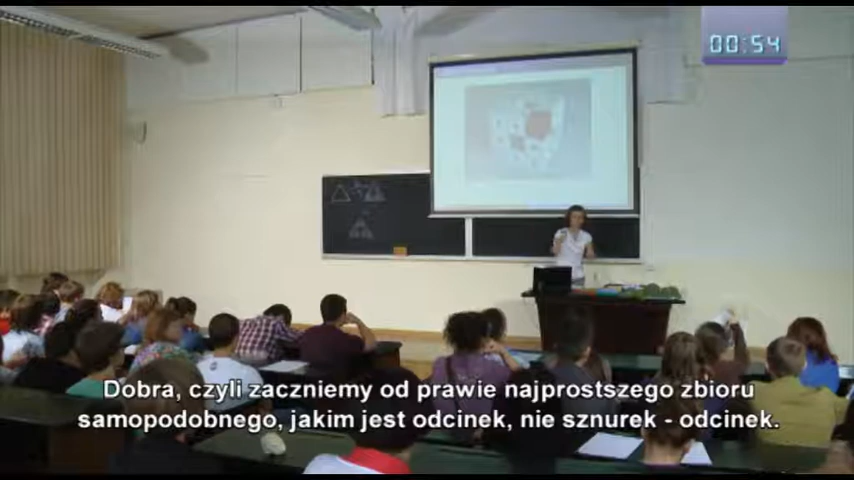 00:54
Dobra, czyli zaczniemy od prawie najprostszego zbioru
samopodobnego, jakim jest odcinek, nie sznurek - odcinek.